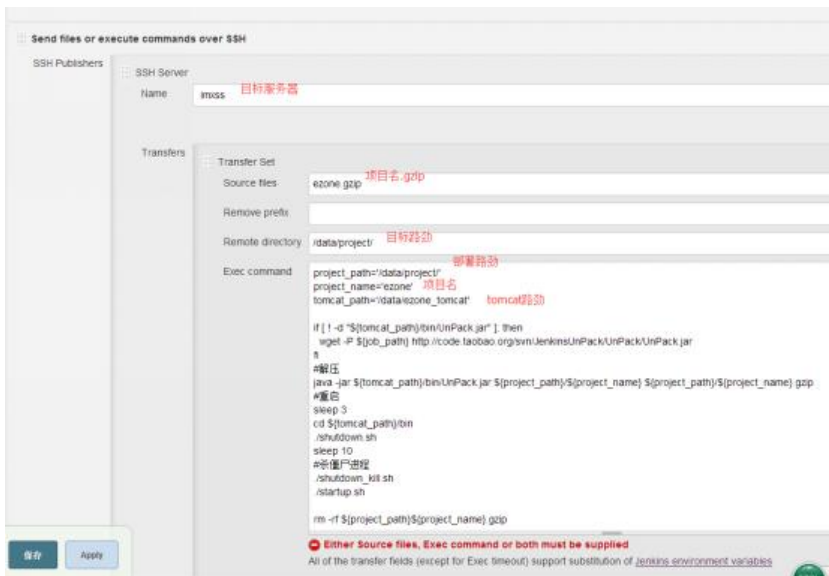 Send files or execute commands over SSH
SSH Publishers
SSH Server
Name
imxss 目标服务器
Transfers
Transfer Set
Source files
ezone.gzip 项目名.gzip
Remove prefix
Remote directory
/data/project/ 目标路劲
Exec command
部署路劲
project_path='/data/project/'
project_name='ezone' 项目名
tomcat_path='/data/ezone_tomcat' tomcat路劲
if [ ! -d "${tomcat_path}/bin/UnPack.jar" ]; then
wget -P ${job_path} http://code.taobao.org/svn/JenkinsUnPack/UnPack/UnPack.jar
fi
#解压
java -jar ${tomcat_path}/bin/UnPack.jar ${project_path}/${project_name} ${project_path}/${project_name}.gzip
#重启
sleep 3
cd ${tomcat_path}/bin
./shutdown.sh
sleep 10
#杀僵尸进程
./shutdown_kill.sh
./startup.sh
rm -rf ${project_path}${project_name}.gzip
Either Source files, Exec command or both must be supplied
All of the transfer fields (except for Exec timeout) support substitution of Jenkins environment variables
保存
Apply